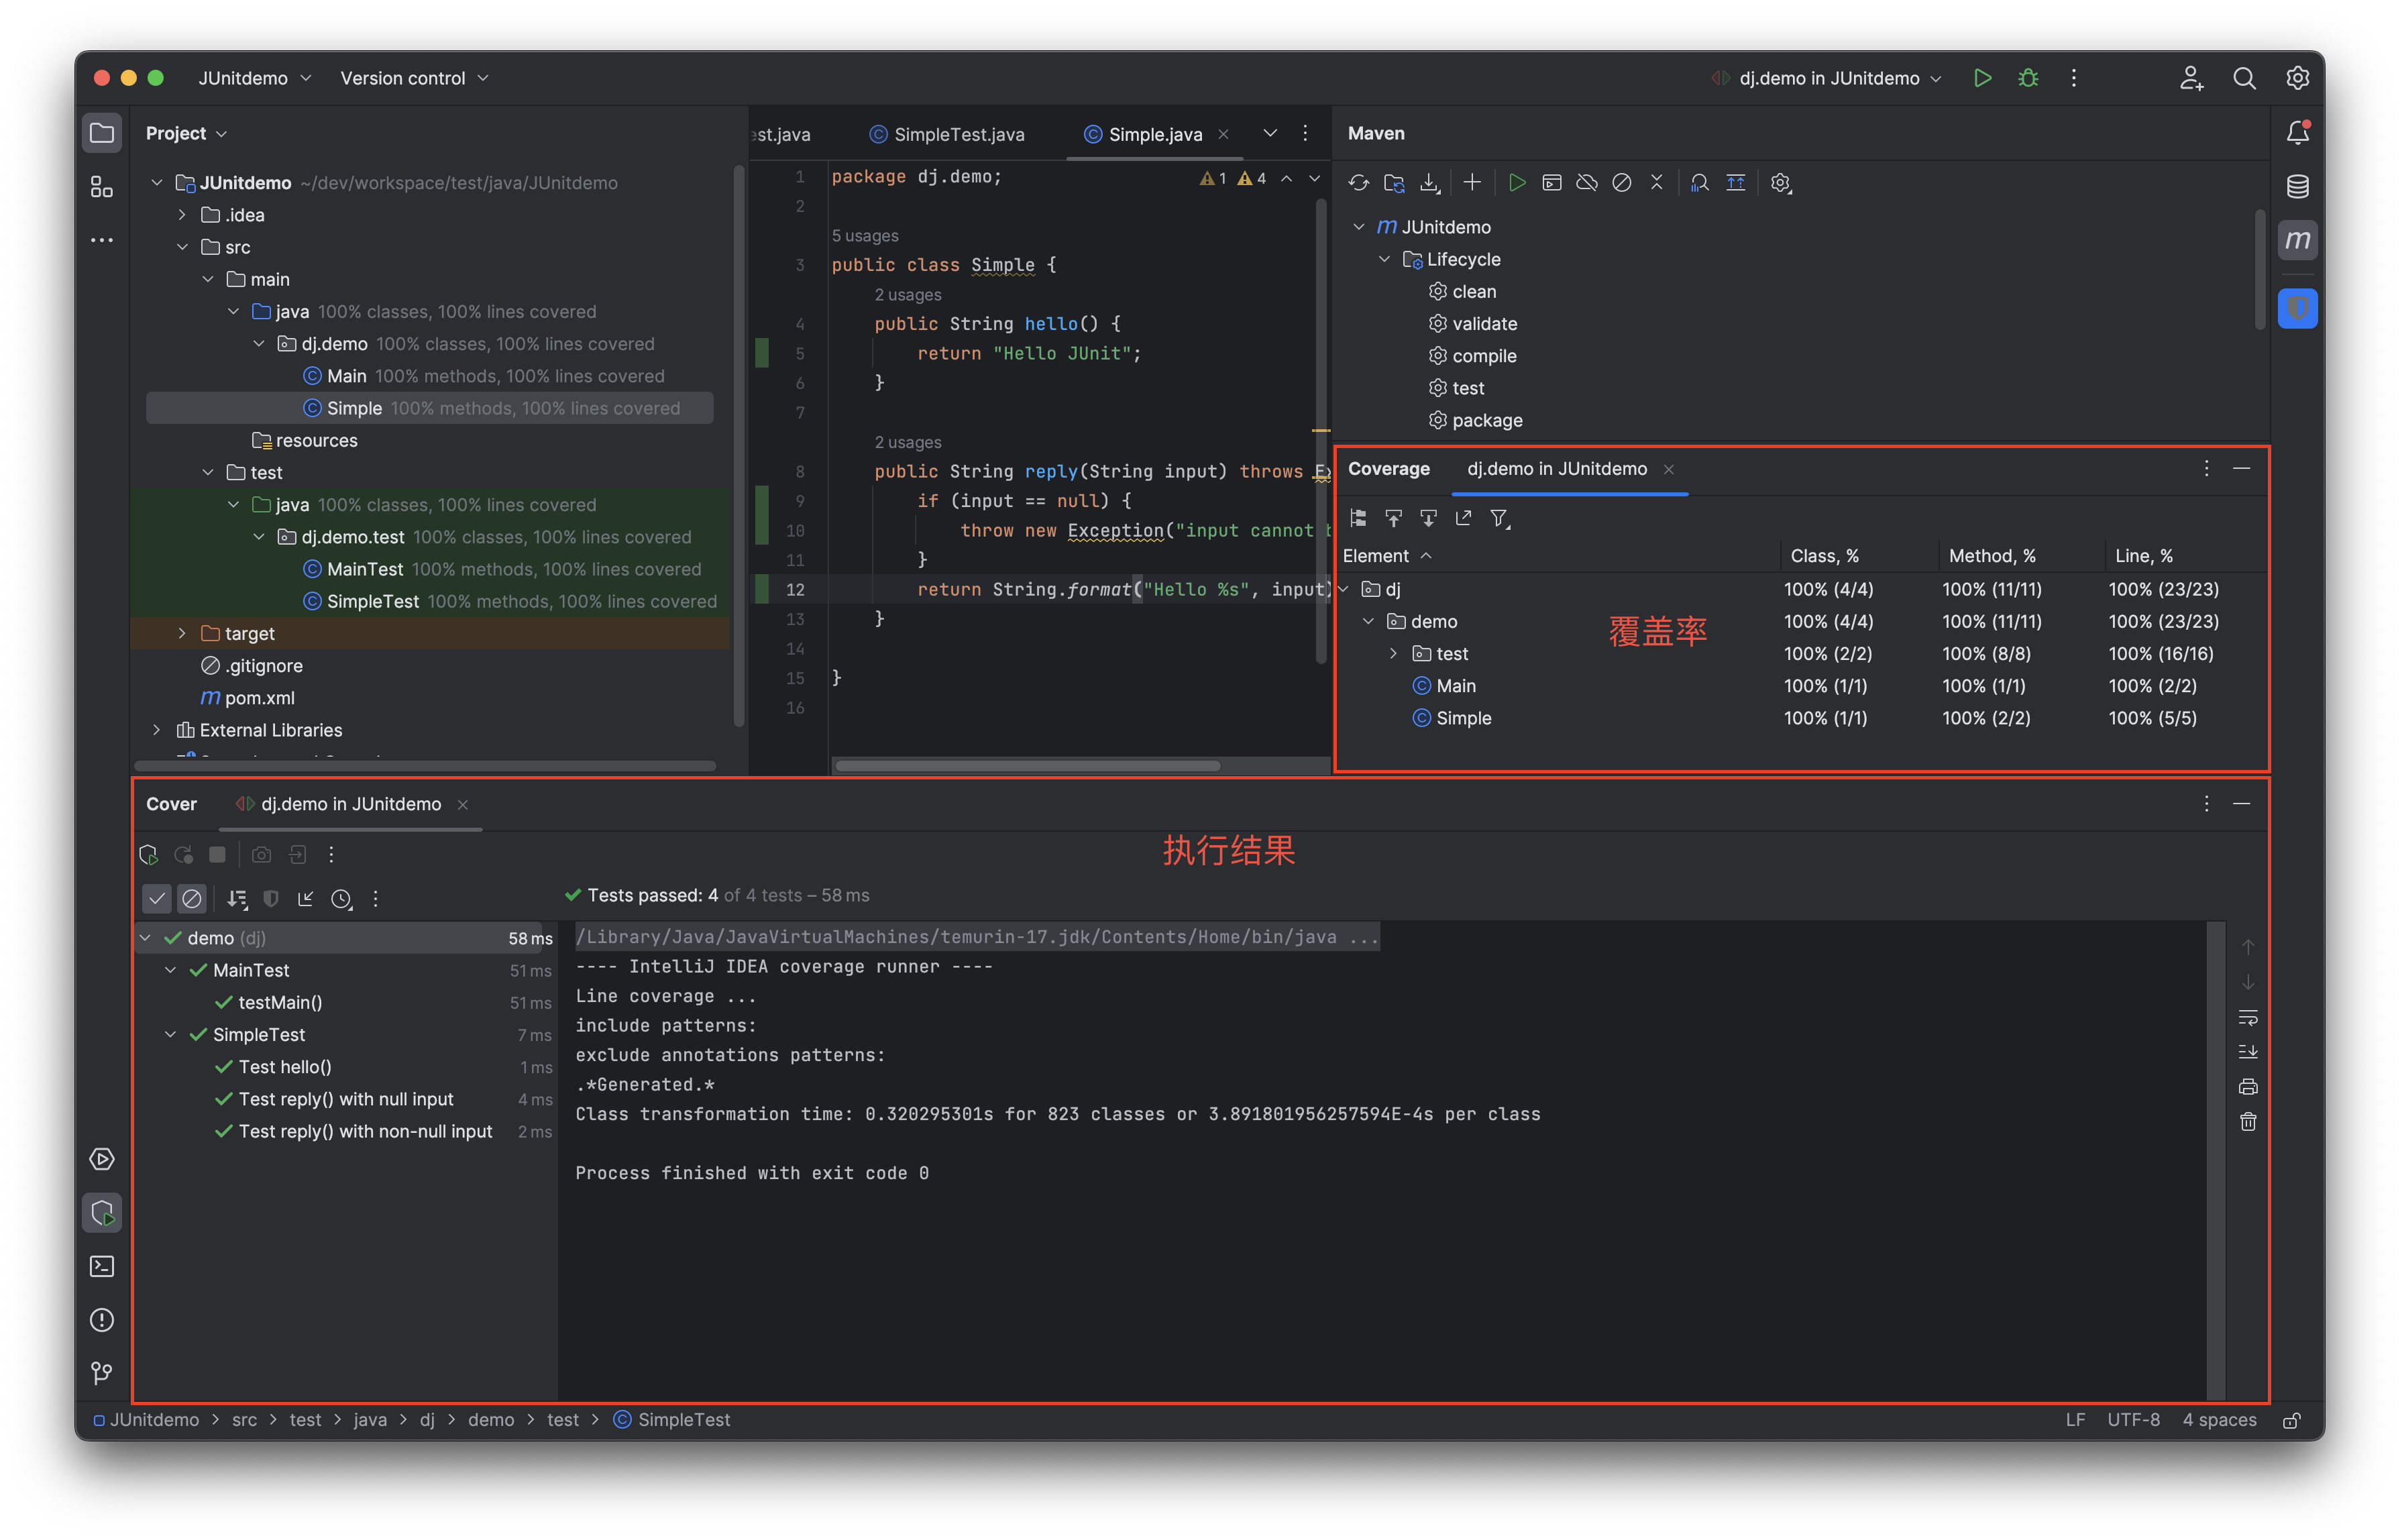 JUnitdemo
Version control
dj.demo in JUnitdemo
Project
JUnitdemo ~/dev/workspace/test/java/JUnitdemo
.idea
src
main
java 100% classes, 100% lines covered
dj.demo 100% classes, 100% lines covered
Main 100% methods, 100% lines covered
Simple 100% methods, 100% lines covered
resources
test
java 100% classes, 100% lines covered
dj.demo.test 100% classes, 100% lines covered
MainTest 100% methods, 100% lines covered
SimpleTest 100% methods, 100% lines covered
target
.gitignore
pom.xml
External Libraries
est.java
SimpleTest.java
Simple.java
1 package dj.demo;
1 4
2
5 usages
3 public class Simple {
2 usages
4 public String hello() {
5 return "Hello JUnit";
6 }
7
2 usages
8 public String reply(String input) throws Ex
9 if (input == null) {
10 throw new Exception("input cannot
11 }
12 return String.format("Hello %s", input)
13 }
14
15 }
16
Maven
JUnitdemo
Lifecycle
clean
validate
compile
test
package
Coverage dj.demo in JUnitdemo
Element Class, % Method, % Line, %
dj 100% (4/4) 100% (11/11) 100% (23/23)
demo 100% (4/4) 100% (11/11) 100% (23/23)
覆盖率
test 100% (2/2) 100% (8/8) 100% (16/16)
Main 100% (1/1) 100% (1/1) 100% (2/2)
Simple 100% (1/1) 100% (2/2) 100% (5/5)
Cover dj.demo in JUnitdemo
执行结果
Tests passed: 4 of 4 tests – 58 ms
demo (dj) 58 ms
MainTest 51 ms
testMain() 51 ms
SimpleTest 7 ms
Test hello() 1 ms
Test reply() with null input 4 ms
Test reply() with non-null input 2 ms
/Library/Java/JavaVirtualMachines/temurin-17.jdk/Contents/Home/bin/java ...
---- IntelliJ IDEA coverage runner ----
Line coverage ...
include patterns:
exclude annotations patterns:
.*Generated.*
Class transformation time: 0.320295301s for 823 classes or 3.891801956257594E-4s per class
Process finished with exit code 0
JUnitdemo > src > test > java > dj > demo > test > SimpleTest
LF UTF-8 4 spaces